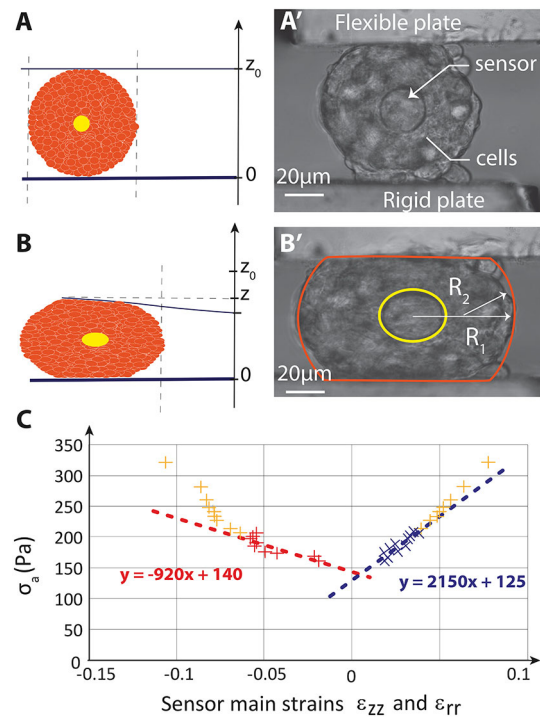 A
z₀
0
A′
Flexible plate
sensor
cells
20µm
Rigid plate
B
z₀
z
0
B′
R₂
R₁
20µm
C
350
300
250
200
150
100
50
0
σₐ (Pa)
y = -920x + 140
y = 2150x + 125
-0.15
-0.1
-0.05
0
0.05
0.1
Sensor main strains ε_zz and ε_rr